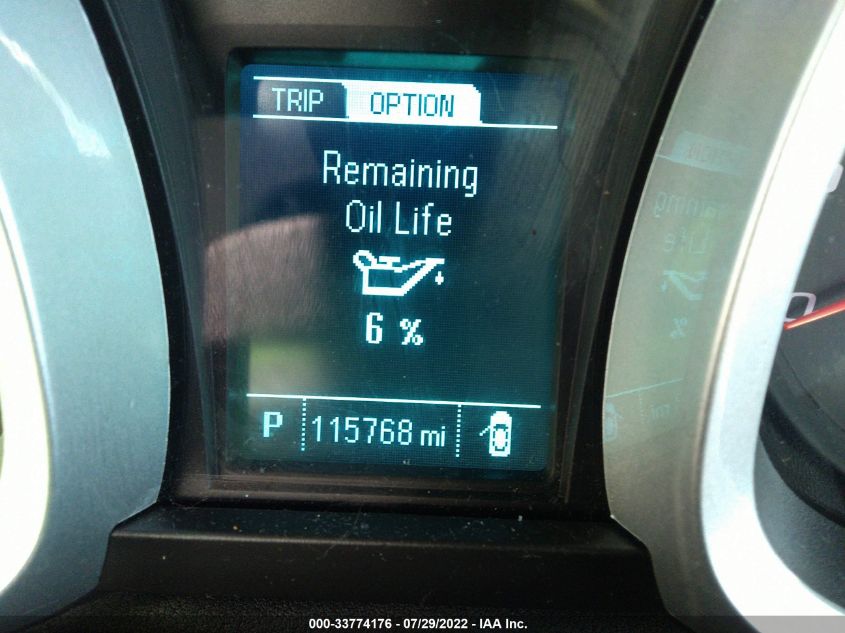 TRIP OPTION
Remaining
Oil Life
6 %
P 115768 mi
000-33774176 - 07/29/2022 - IAA Inc.